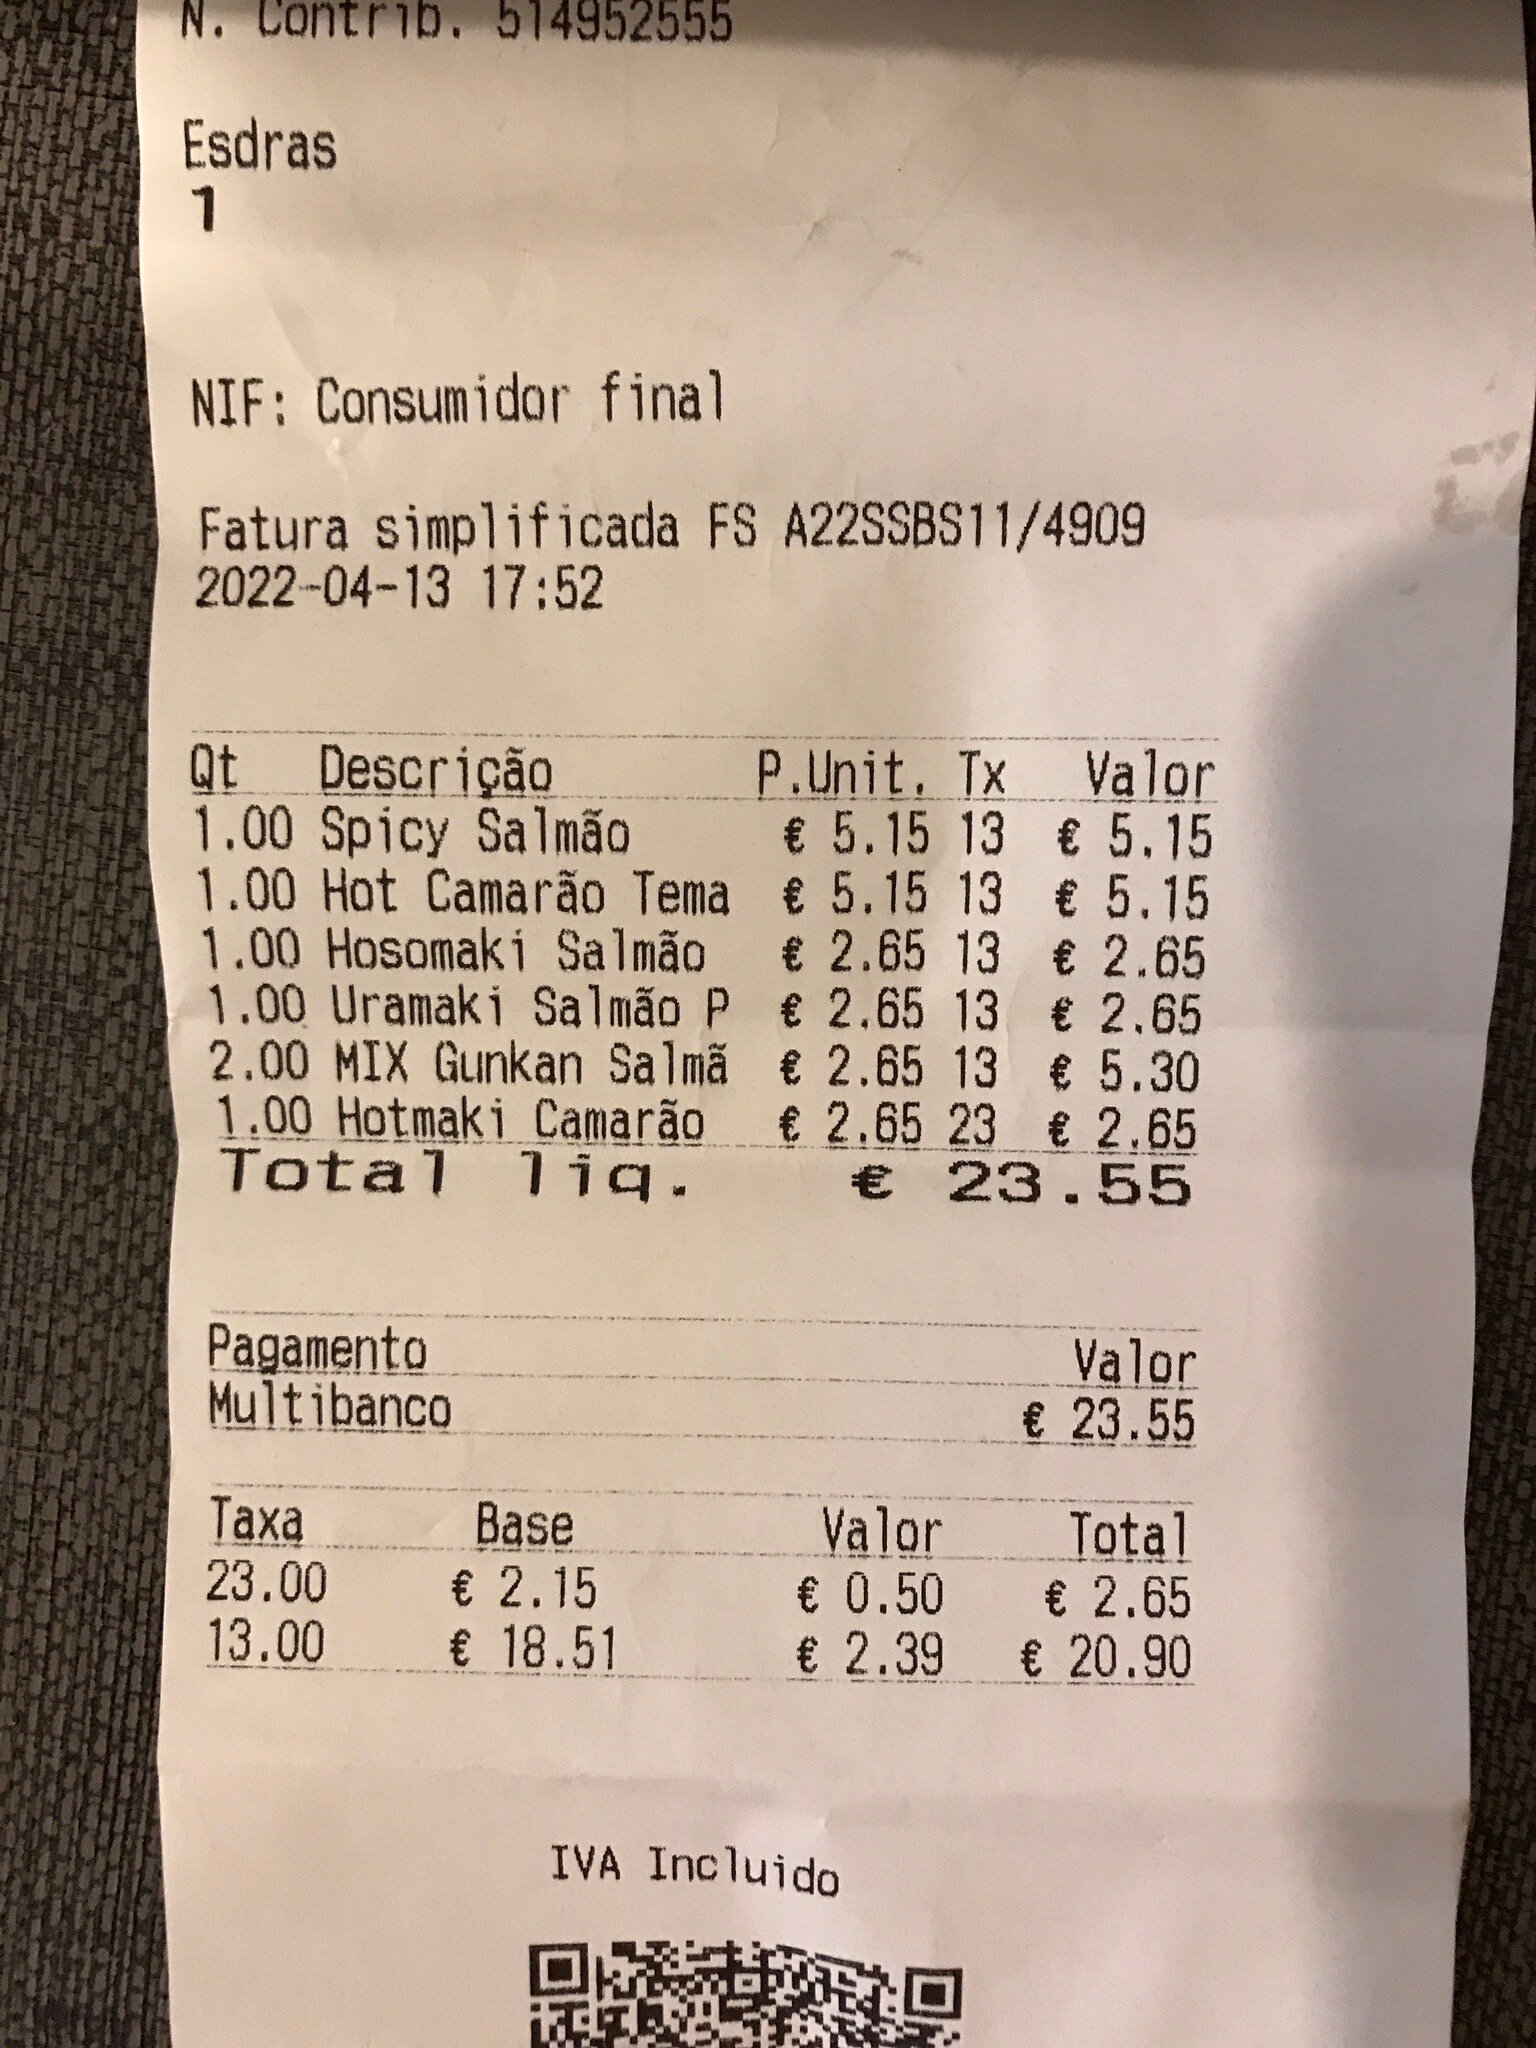 N. Contrib. 514952555
Esdras
1
NIF: Consumidor final
Fatura simplificada FS A22SSBS11/4909
2022-04-13 17:52
Qt Descrição P.Unit. Tx Valor
1.00 Spicy Salmão € 5.15 13 € 5.15
1.00 Hot Camarão Tema € 5.15 13 € 5.15
1.00 Hosomaki Salmão € 2.65 13 € 2.65
1.00 Uramaki Salmão P € 2.65 13 € 2.65
2.00 MIX Gunkan Salmã € 2.65 13 € 5.30
1.00 Hotmaki Camarão € 2.65 23 € 2.65
Total liq. € 23.55
Pagamento Valor
Multibanco € 23.55
Taxa Base Valor Total
23.00 € 2.15 € 0.50 € 2.65
13.00 € 18.51 € 2.39 € 20.90
IVA Incluido